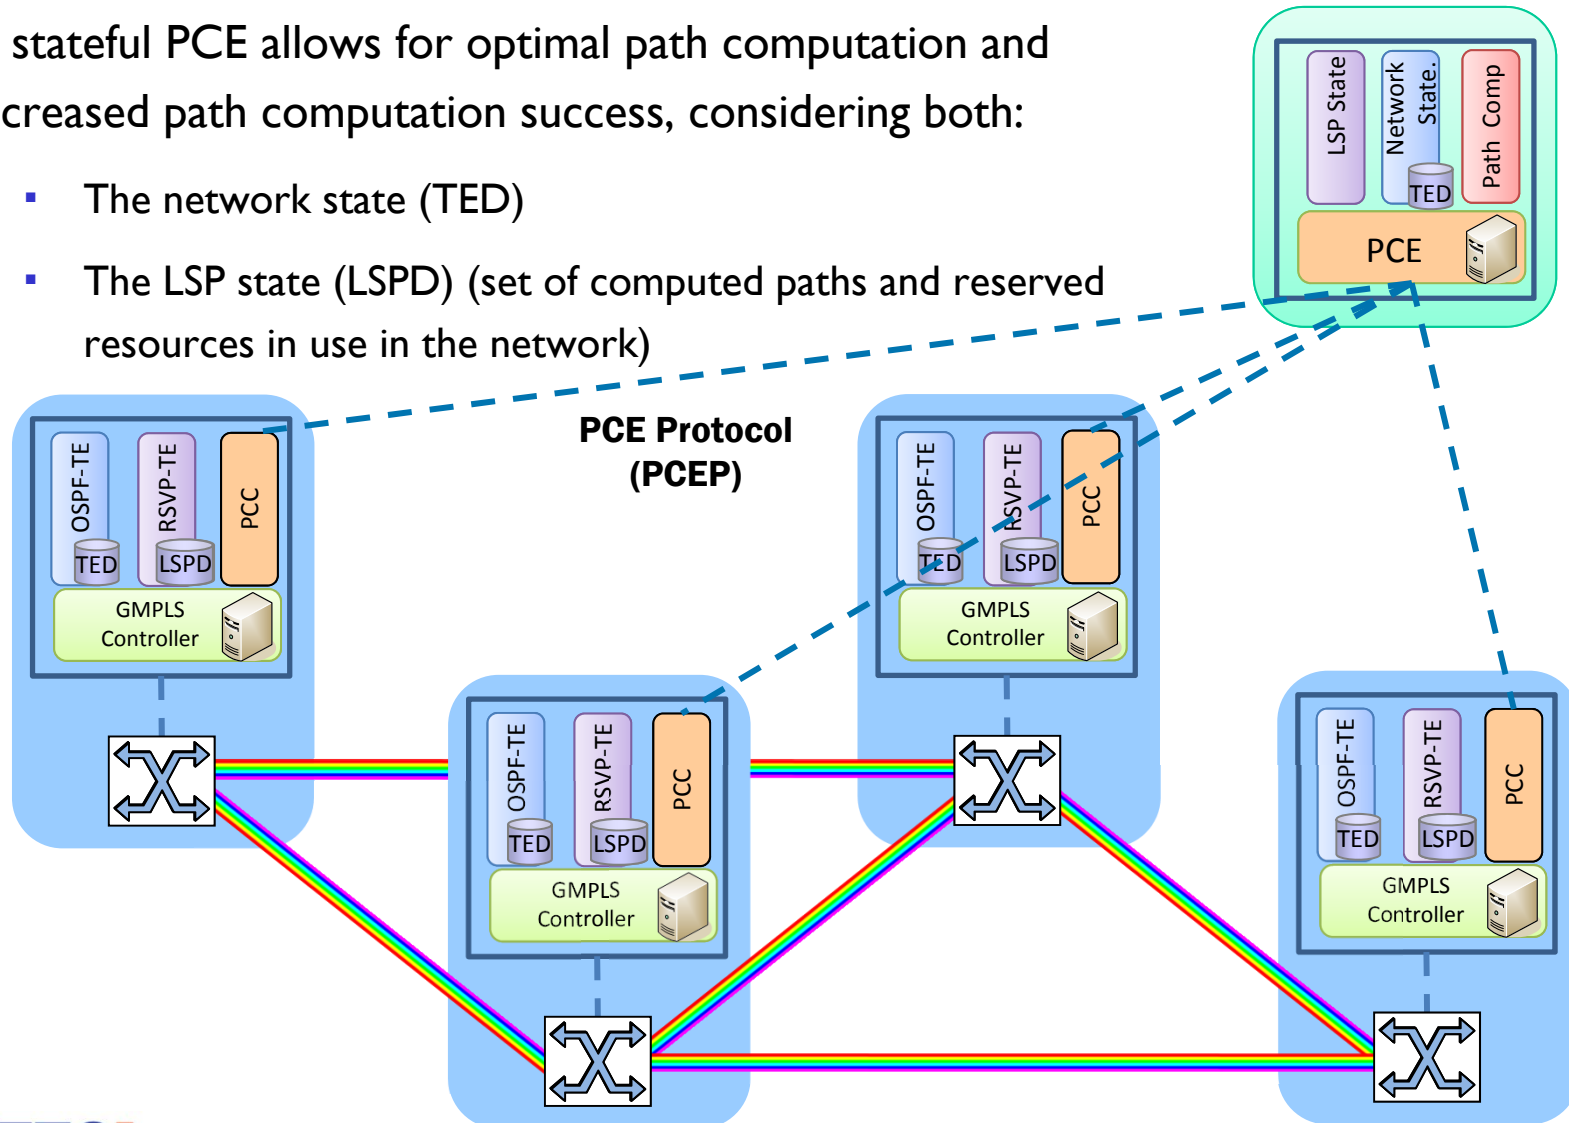 stateful PCE allows for optimal path computation and
creased path computation success, considering both:
▪ The network state (TED)
▪ The LSP state (LSPD) (set of computed paths and reserved
resources in use in the network)
LSP State
Network
State.
TED
Path Comp
PCE
PCE Protocol
(PCEP)
OSPF-TE
TED
RSVP-TE
LSPD
PCC
GMPLS
Controller
OSPF-TE
TED
RSVP-TE
LSPD
PCC
GMPLS
Controller
OSPF-TE
TED
RSVP-TE
LSPD
PCC
GMPLS
Controller
OSPF-TE
TED
RSVP-TE
LSPD
PCC
GMPLS
Controller